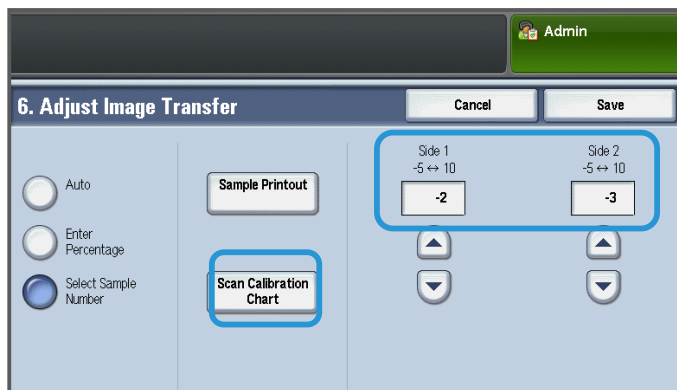 Admin
6. Adjust Image Transfer
Cancel
Save
Auto
Enter
Percentage
Select Sample
Number
Sample Printout
Scan Calibration
Chart
Side 1
-5 ↔ 10
-2
Side 2
-5 ↔ 10
-3